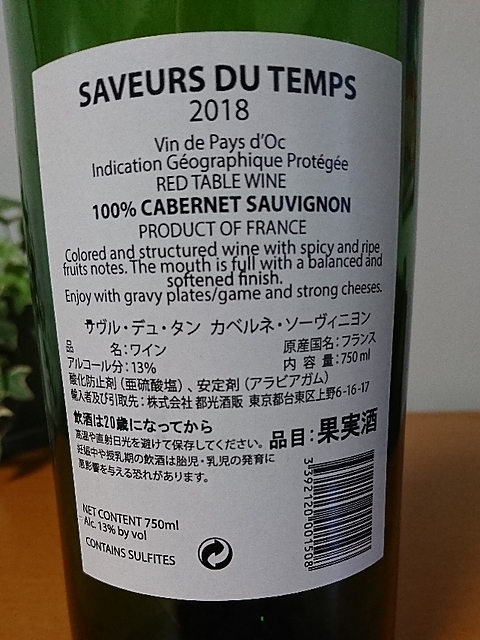 SAVEURS DU TEMPS
2018
Vin de Pays d'Oc
Indication Géographique Protégée
RED TABLE WINE
100% CABERNET SAUVIGNON
PRODUCT OF FRANCE
Colored and structured wine with spicy and ripe
fruits notes. The mouth is full with a balanced and
softened finish.
Enjoy with gravy plates/game and strong cheeses.
サヴル・デュ・タン カベルネ・ソーヴィニヨン
品 名：ワイン 原産国名：フランス
アルコール分：13% 内 容 量：750 ml
酸化防止剤（亜硫酸塩）、安定剤（アラビアガム）
輸入者及び引取先：株式会社 都光酒販 東京都台東区上野6-16-17
飲酒は20歳になってから
高温や直射日光を避けて保存してください。 品目：果実酒
妊娠中や授乳期の飲酒は胎児・乳児の発育に
悪影響を与える恐れがあります。
NET CONTENT 750ml
Alc. 13% by vol
CONTAINS SULFITES
3492120001508